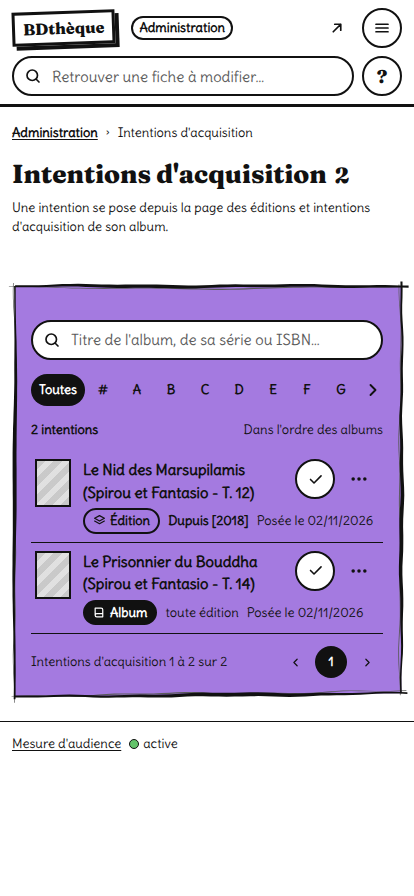 BDthèque
Administration
Retrouver une fiche à modifier...
?
Administration › Intentions d'acquisition
Intentions d'acquisition 2
Une intention se pose depuis la page des éditions et intentions
d'acquisition de son album.
Titre de l'album, de sa série ou ISBN...
Toutes # A B C D E F G
2 intentions Dans l'ordre des albums
Le Nid des Marsupilamis
(Spirou et Fantasio - T. 12)
Édition Depuis [2018] Posée le 02/11/2026
Le Prisonnier du Bouddha
(Spirou et Fantasio - T. 14)
Album toute édition Posée le 02/11/2026
Intentions d'acquisition 1 à 2 sur 2 ‹ 1 ›
Mesure d'audience active